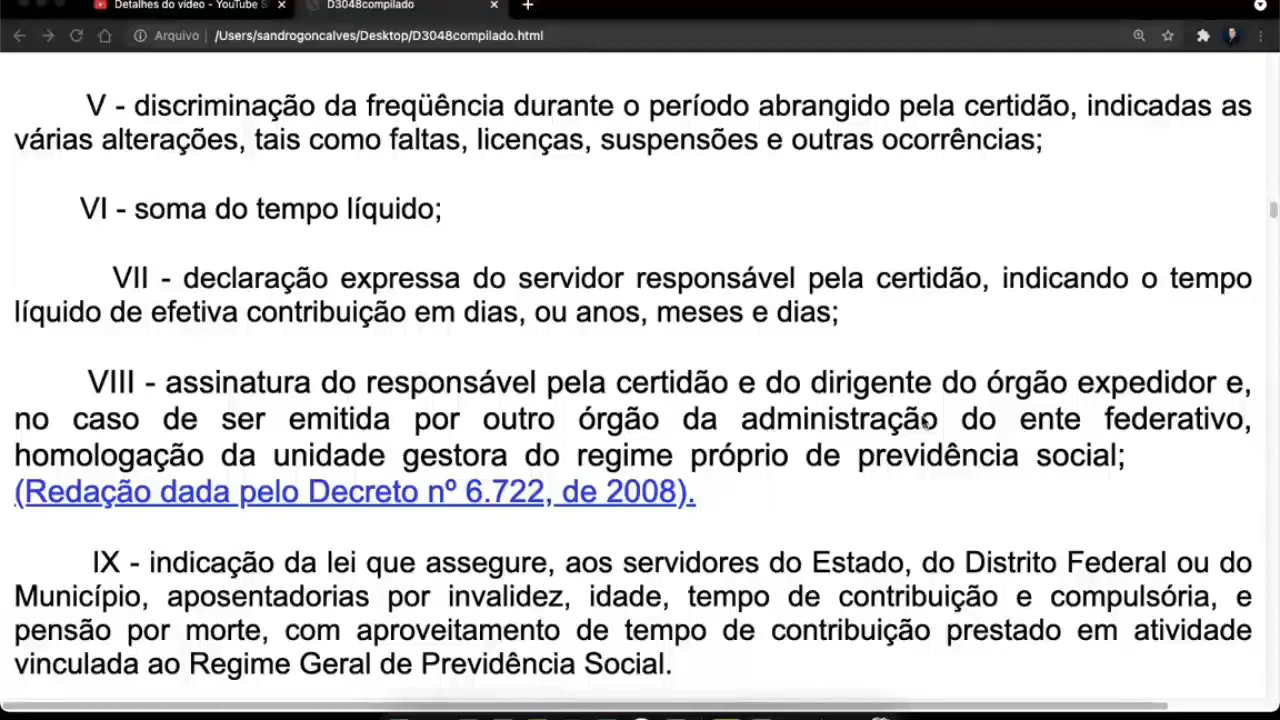 Detalhes do vídeo - YouTube S
D3048compilado
Arquivo /Users/sandrogoncalves/Desktop/D3048compilado.html
V - discriminação da freqüência durante o período abrangido pela certidão, indicadas as
várias alterações, tais como faltas, licenças, suspensões e outras ocorrências;
VI - soma do tempo líquido;
VII - declaração expressa do servidor responsável pela certidão, indicando o tempo
líquido de efetiva contribuição em dias, ou anos, meses e dias;
VIII - assinatura do responsável pela certidão e do dirigente do órgão expedidor e,
no caso de ser emitida por outro órgão da administração do ente federativo,
homologação da unidade gestora do regime próprio de previdência social;
(Redação dada pelo Decreto nº 6.722, de 2008).
IX - indicação da lei que assegure, aos servidores do Estado, do Distrito Federal ou do
Município, aposentadorias por invalidez, idade, tempo de contribuição e compulsória, e
pensão por morte, com aproveitamento de tempo de contribuição prestado em atividade
vinculada ao Regime Geral de Previdência Social.